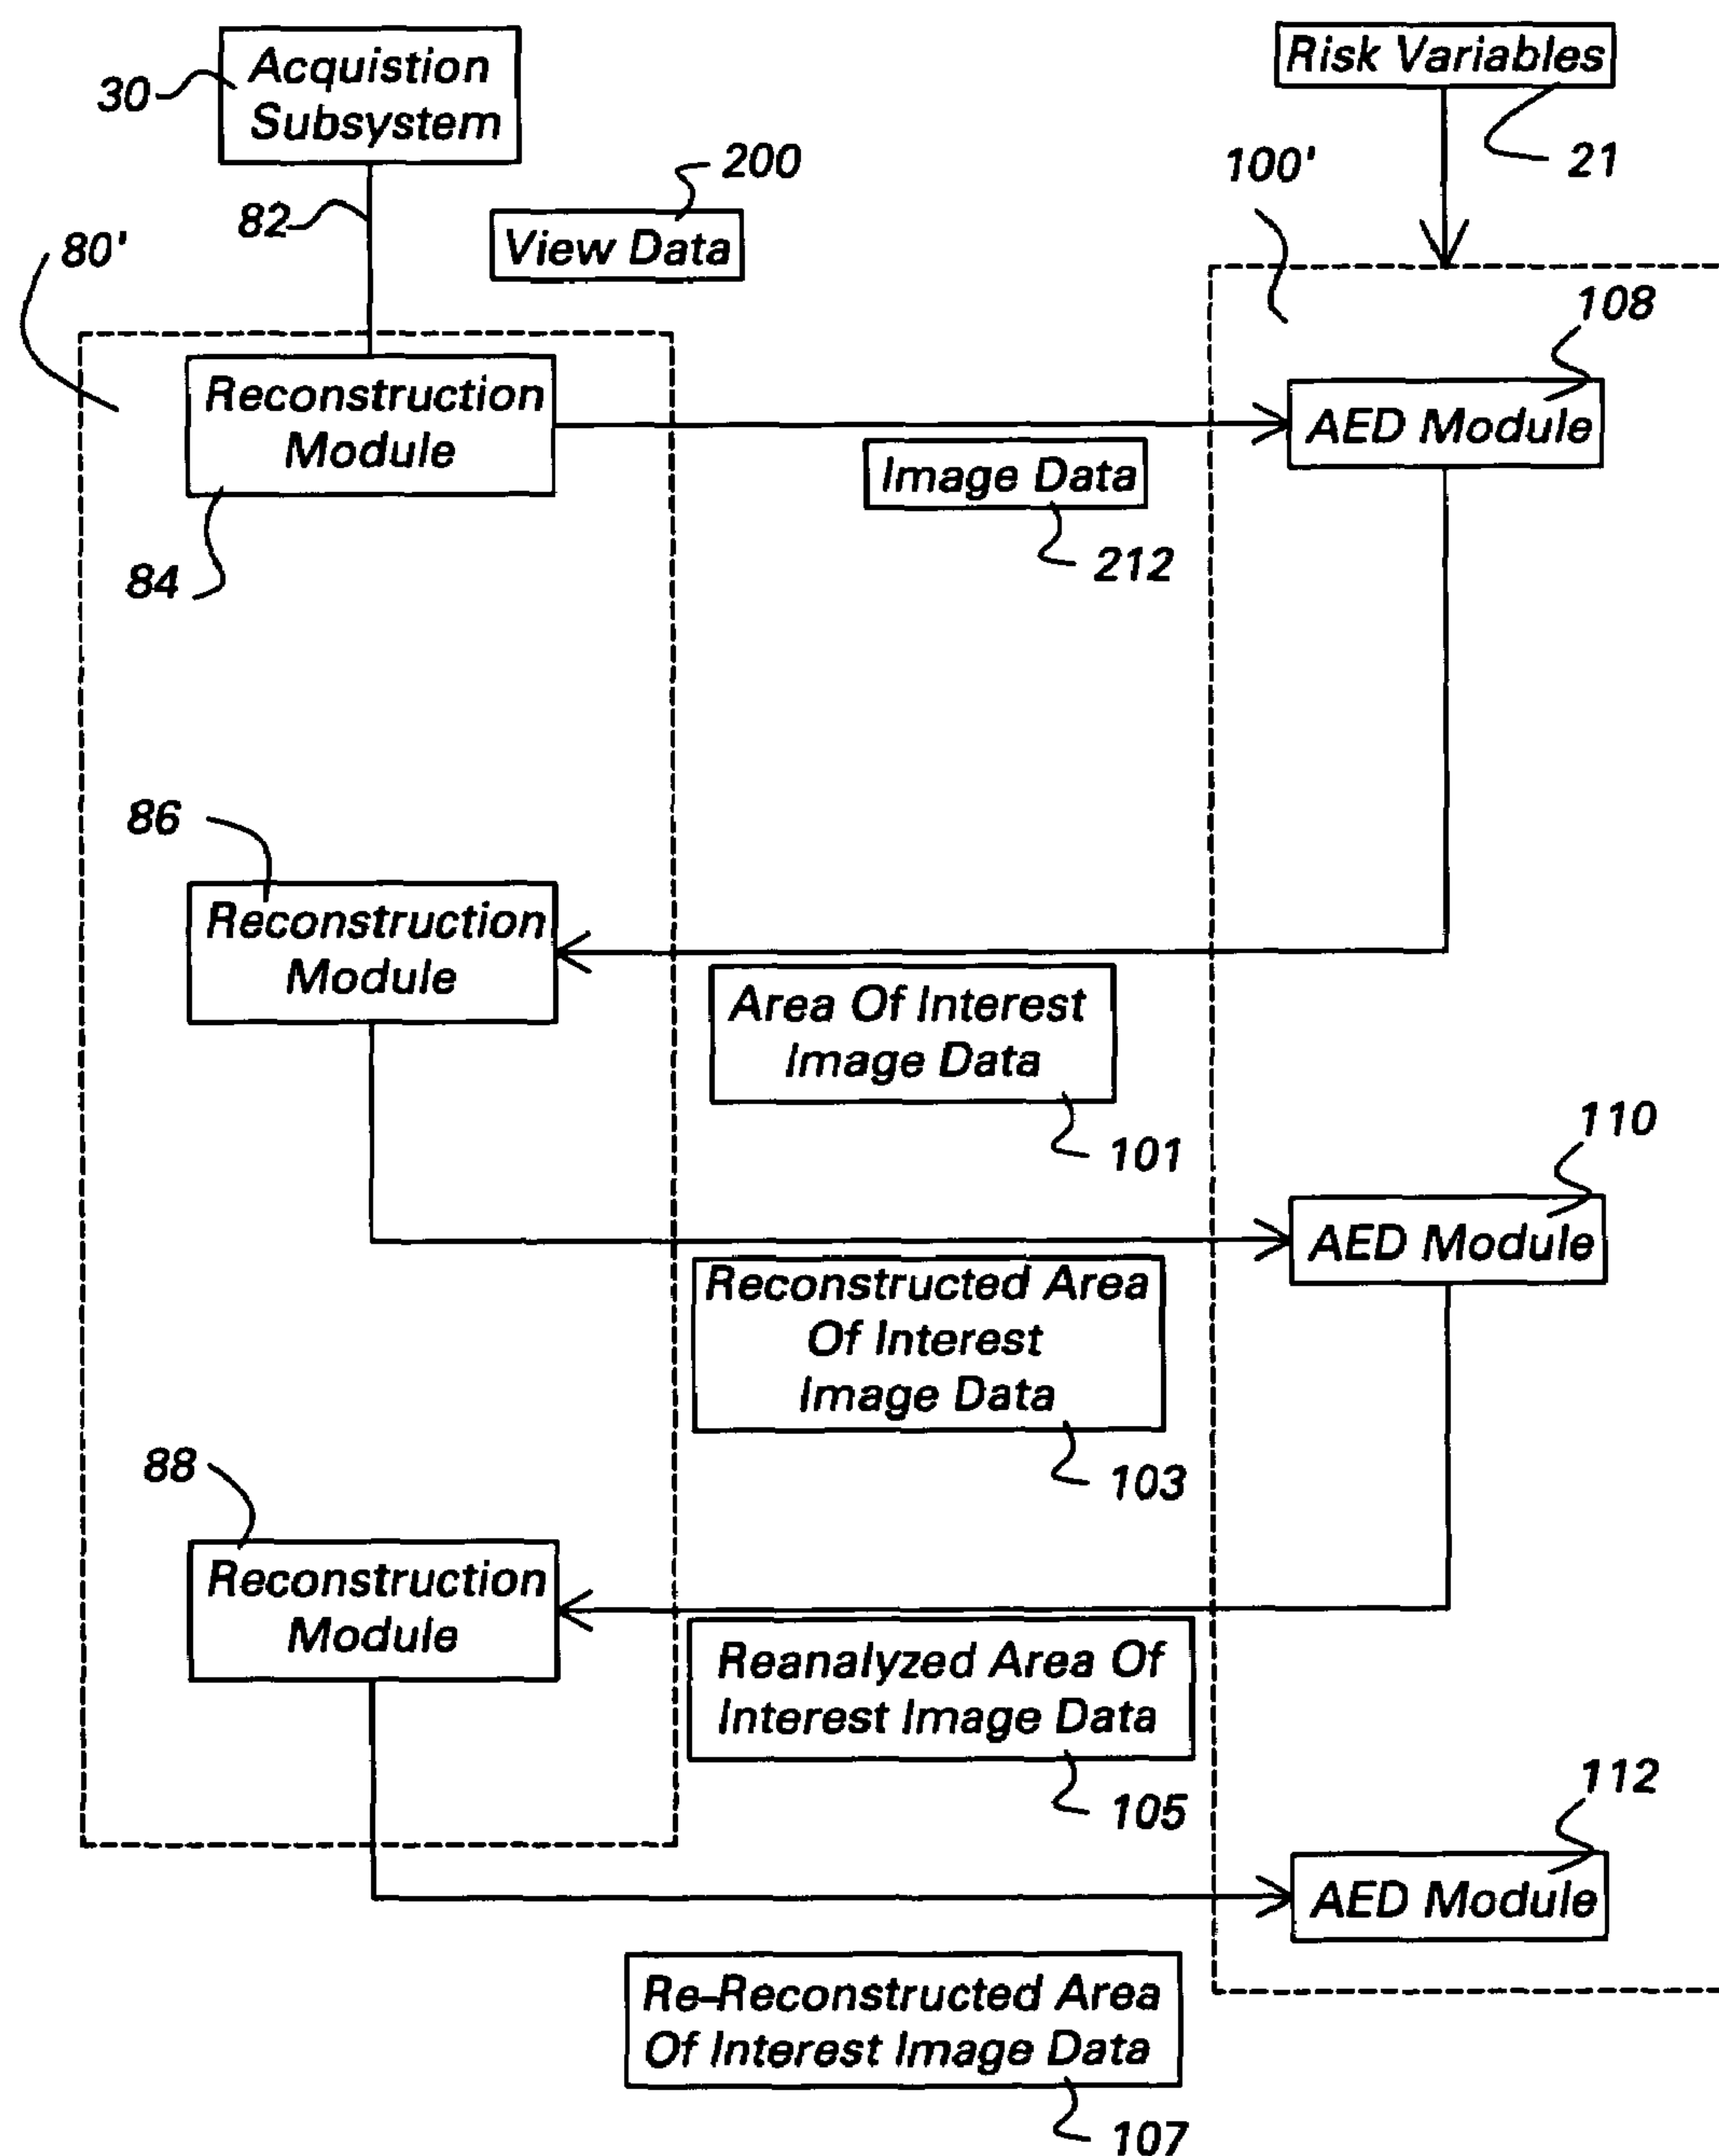 Acquistion
Subsystem
30
Risk Variables
21
82
200
View Data
100'
80'
108
Reconstruction
Module
84
AED Module
Image Data
212
86
Reconstruction
Module
Area Of Interest
Image Data
101
110
AED Module
Reconstructed Area
Of Interest
Image Data
103
88
Reconstruction
Module
Reanalyzed Area Of
Interest Image Data
105
112
AED Module
Re-Reconstructed Area
Of Interest Image Data
107